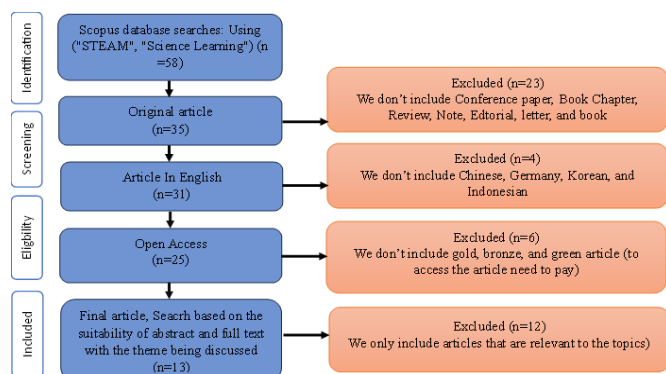 Identification
Scopus database searches: Using
("STEAM", "Science Learning") (n
=58)
Excluded (n=23)
We don't include Conference paper, Book Chapter,
Review, Note, Edtorial, letter, and book
Screening
Original article
(n=35)
Excluded (n=4)
We don't include Chinese, Germany, Korean, and
Indonesian
Article In English
(n=31)
Eligibility
Open Access
(n=25)
Excluded (n=6)
We don't include gold, bronze, and green article (to
access the article need to pay)
Included
Final article, Seacrh based on the
suitability of abstract and full text
with the theme being discussed
(n=13)
Excluded (n=12)
We only include articles that are relevant to the topics)